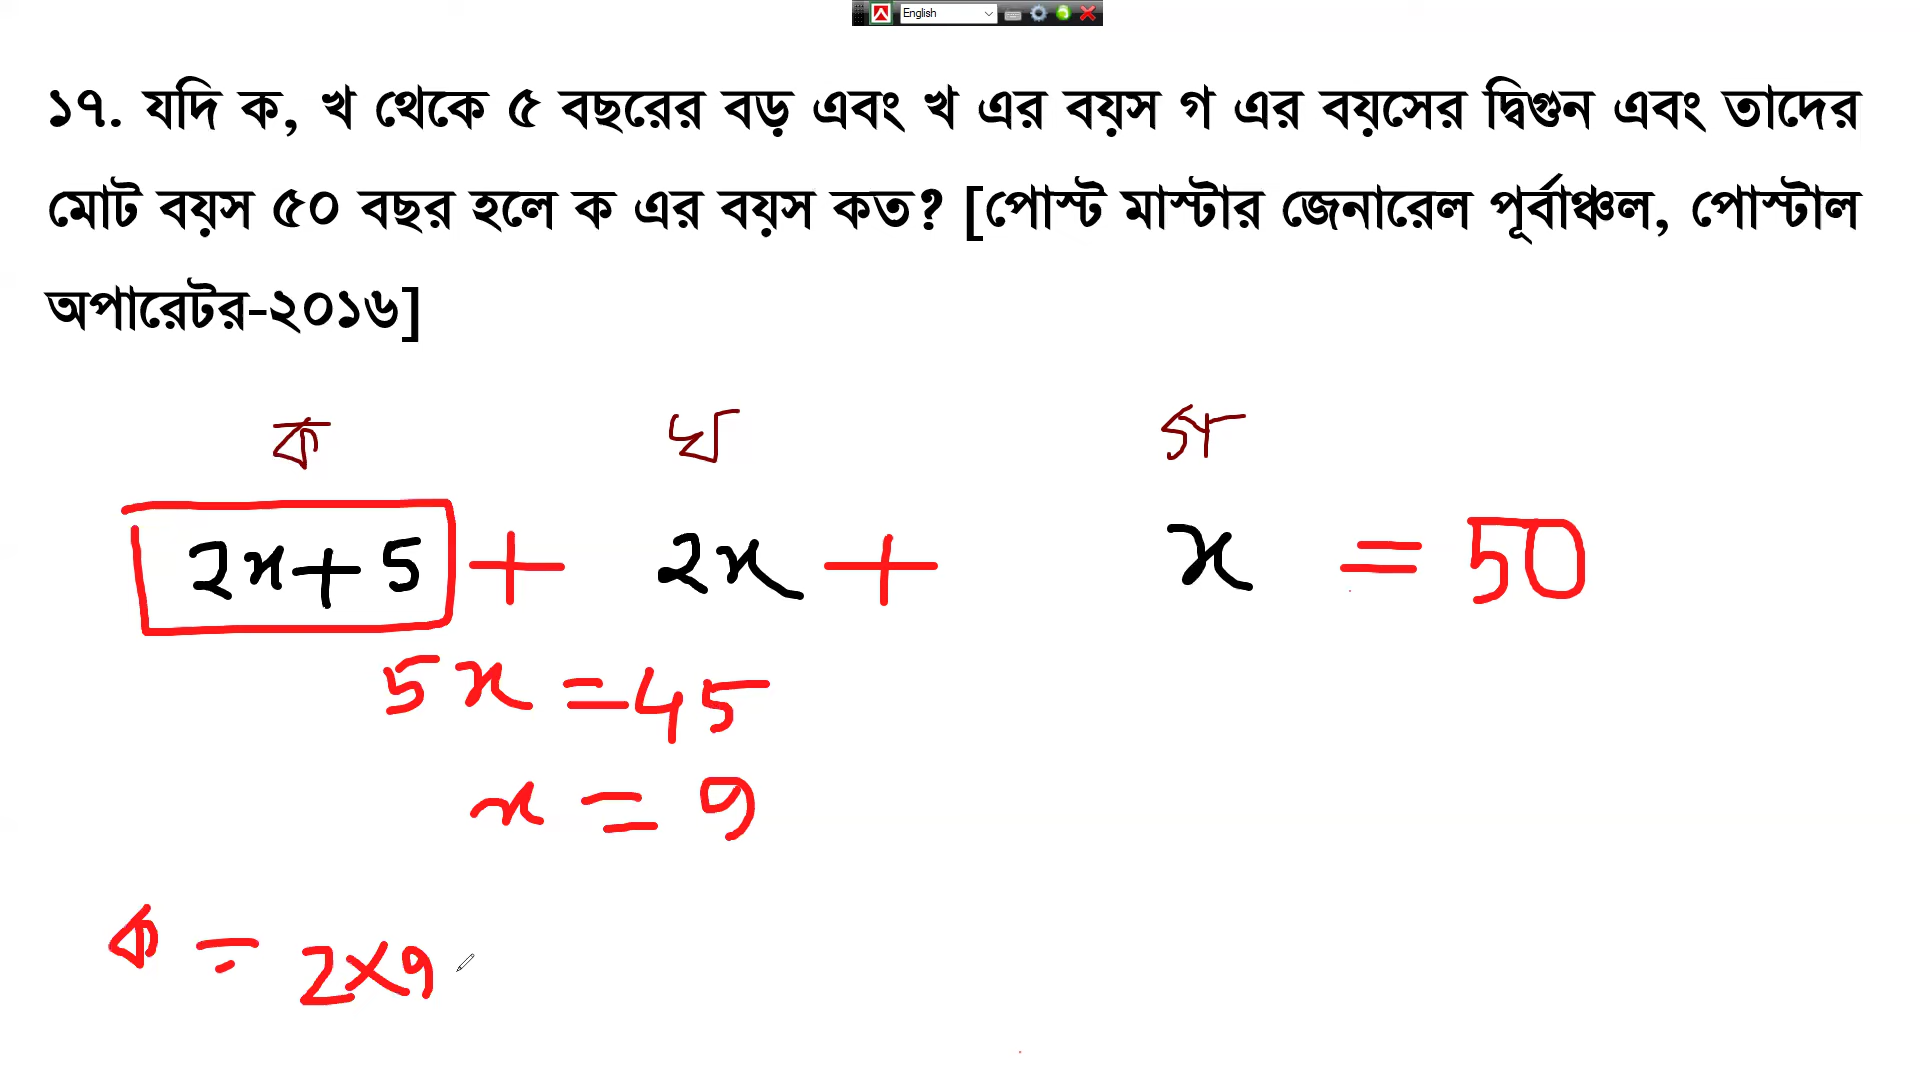 English
১৭. যদি ক, খ থেকে ৫ বছরের বড় এবং খ এর বয়স গ এর বয়সের দ্বিগুন এবং তাদের
মোট বয়স ৫০ বছর হলে ক এর বয়স কত? [পোস্ট মাস্টার জেনারেল পূর্বাঞ্চল, পোস্টাল
অপারেটর-২০১৬]
ক খ গ
2x+5 + 2x + x = 50
5x = 45
x = 9
ক = 2×9